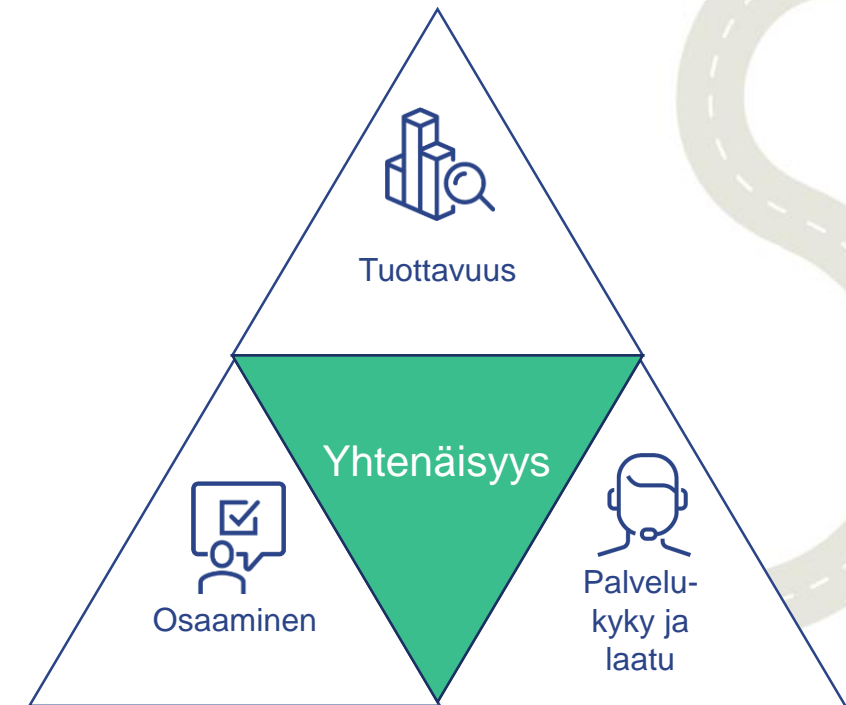 Tuottavuus
Yhtenäisyys
Osaaminen
Palvelu-
kyky ja
laatu